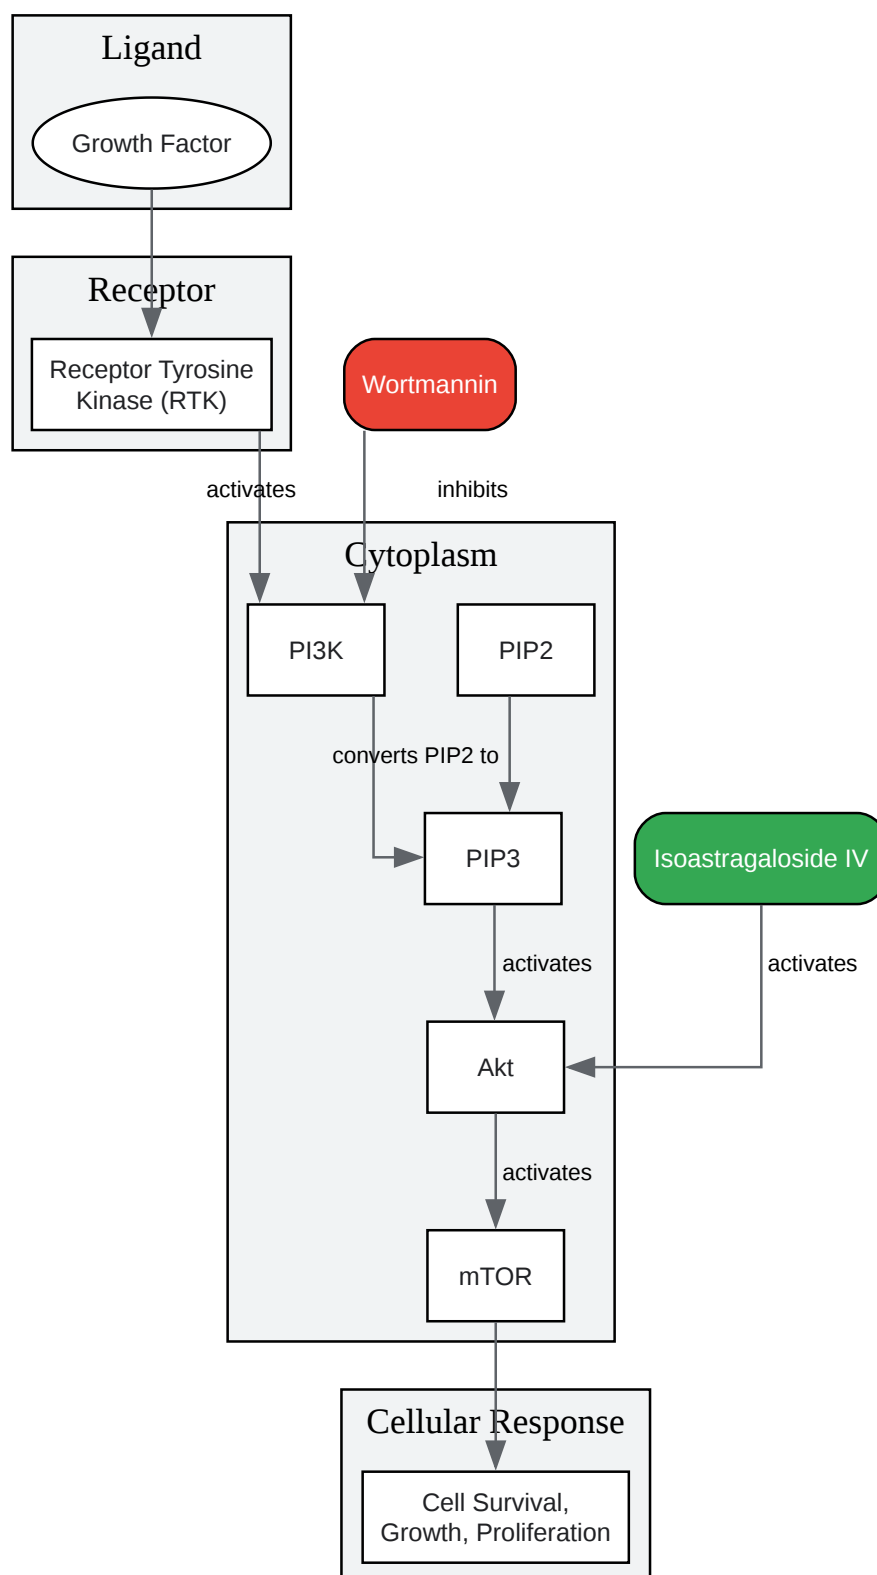 Ligand
Growth Factor
Receptor
Receptor Tyrosine
Kinase (RTK)
Wortmannin
activates
inhibits
Cytoplasm
PI3K
PIP2
converts PIP2 to
PIP3
Isoastragaloside IV
activates
activates
Akt
activates
mTOR
Cellular Response
Cell Survival,
Growth, Proliferation